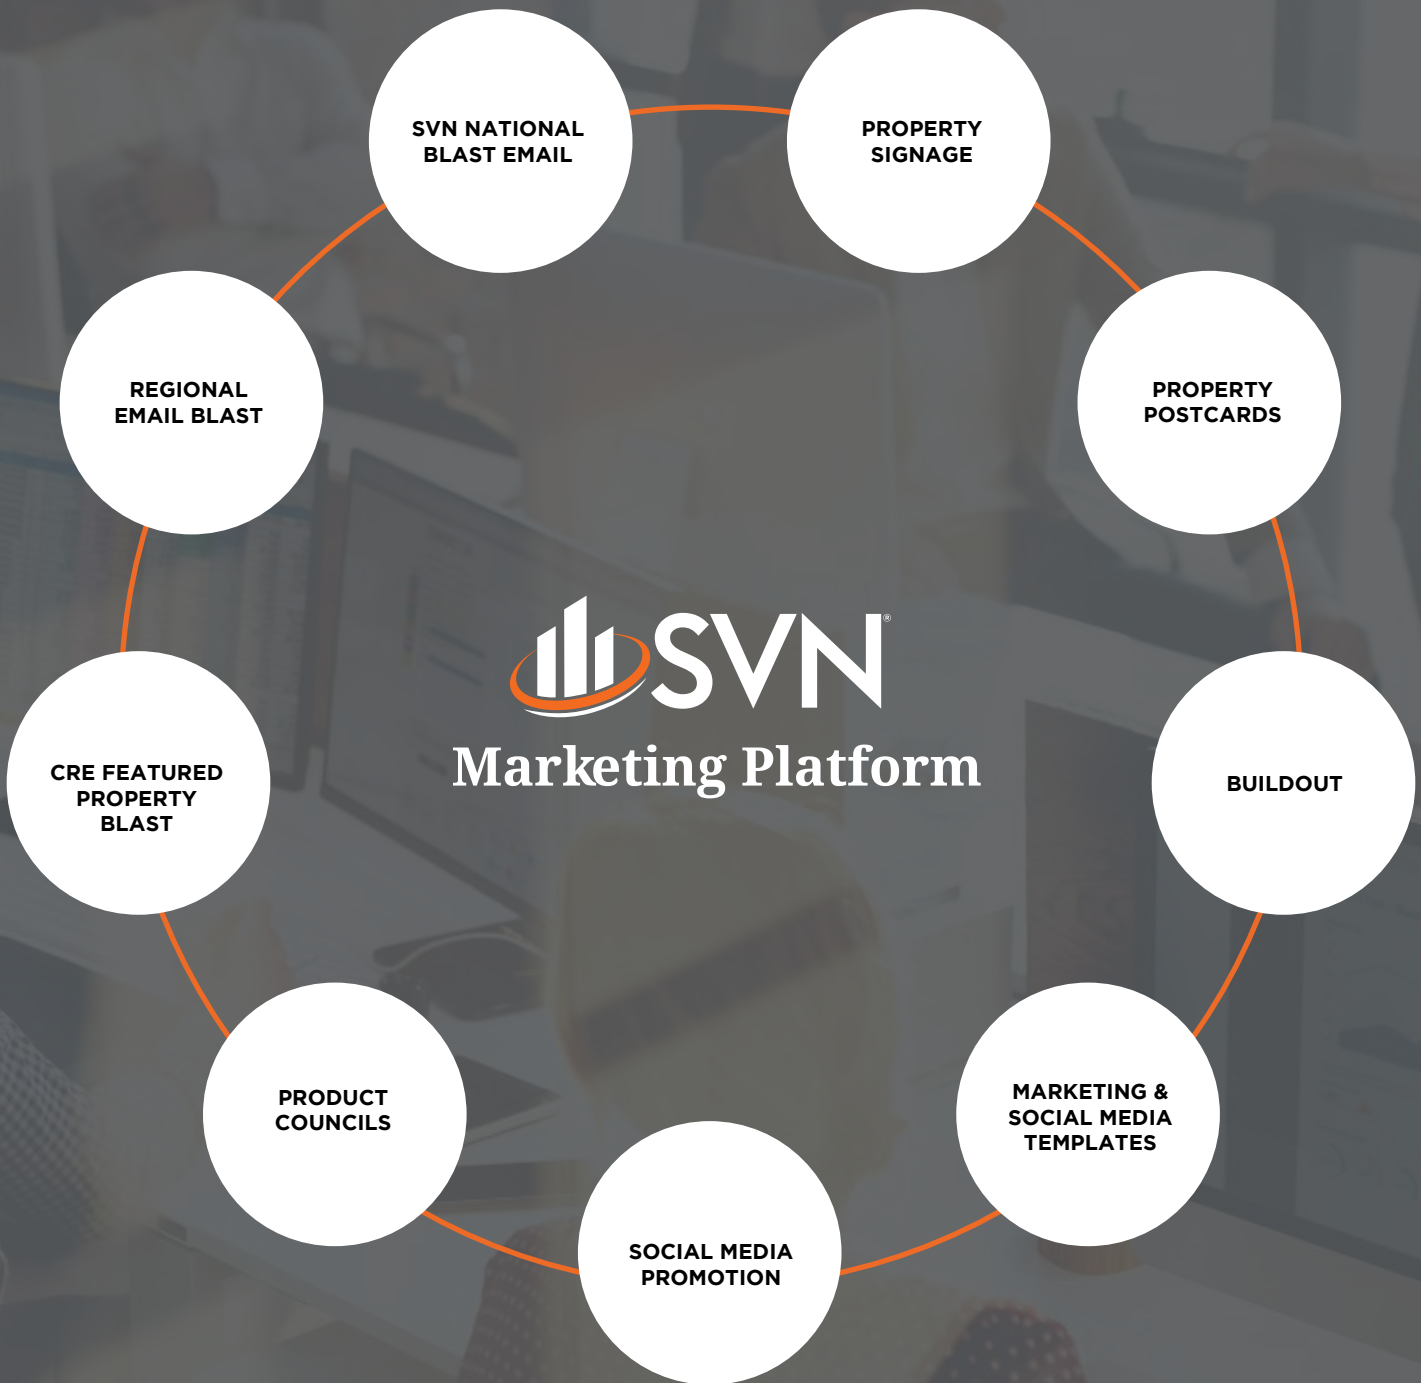 SVN NATIONAL
BLAST EMAIL
PROPERTY
SIGNAGE
REGIONAL
EMAIL BLAST
PROPERTY
POSTCARDS
SVN®
Marketing Platform
CRE FEATURED
PROPERTY
BLAST
BUILDOUT
PRODUCT
COUNCILS
MARKETING &
SOCIAL MEDIA
TEMPLATES
SOCIAL MEDIA
PROMOTION